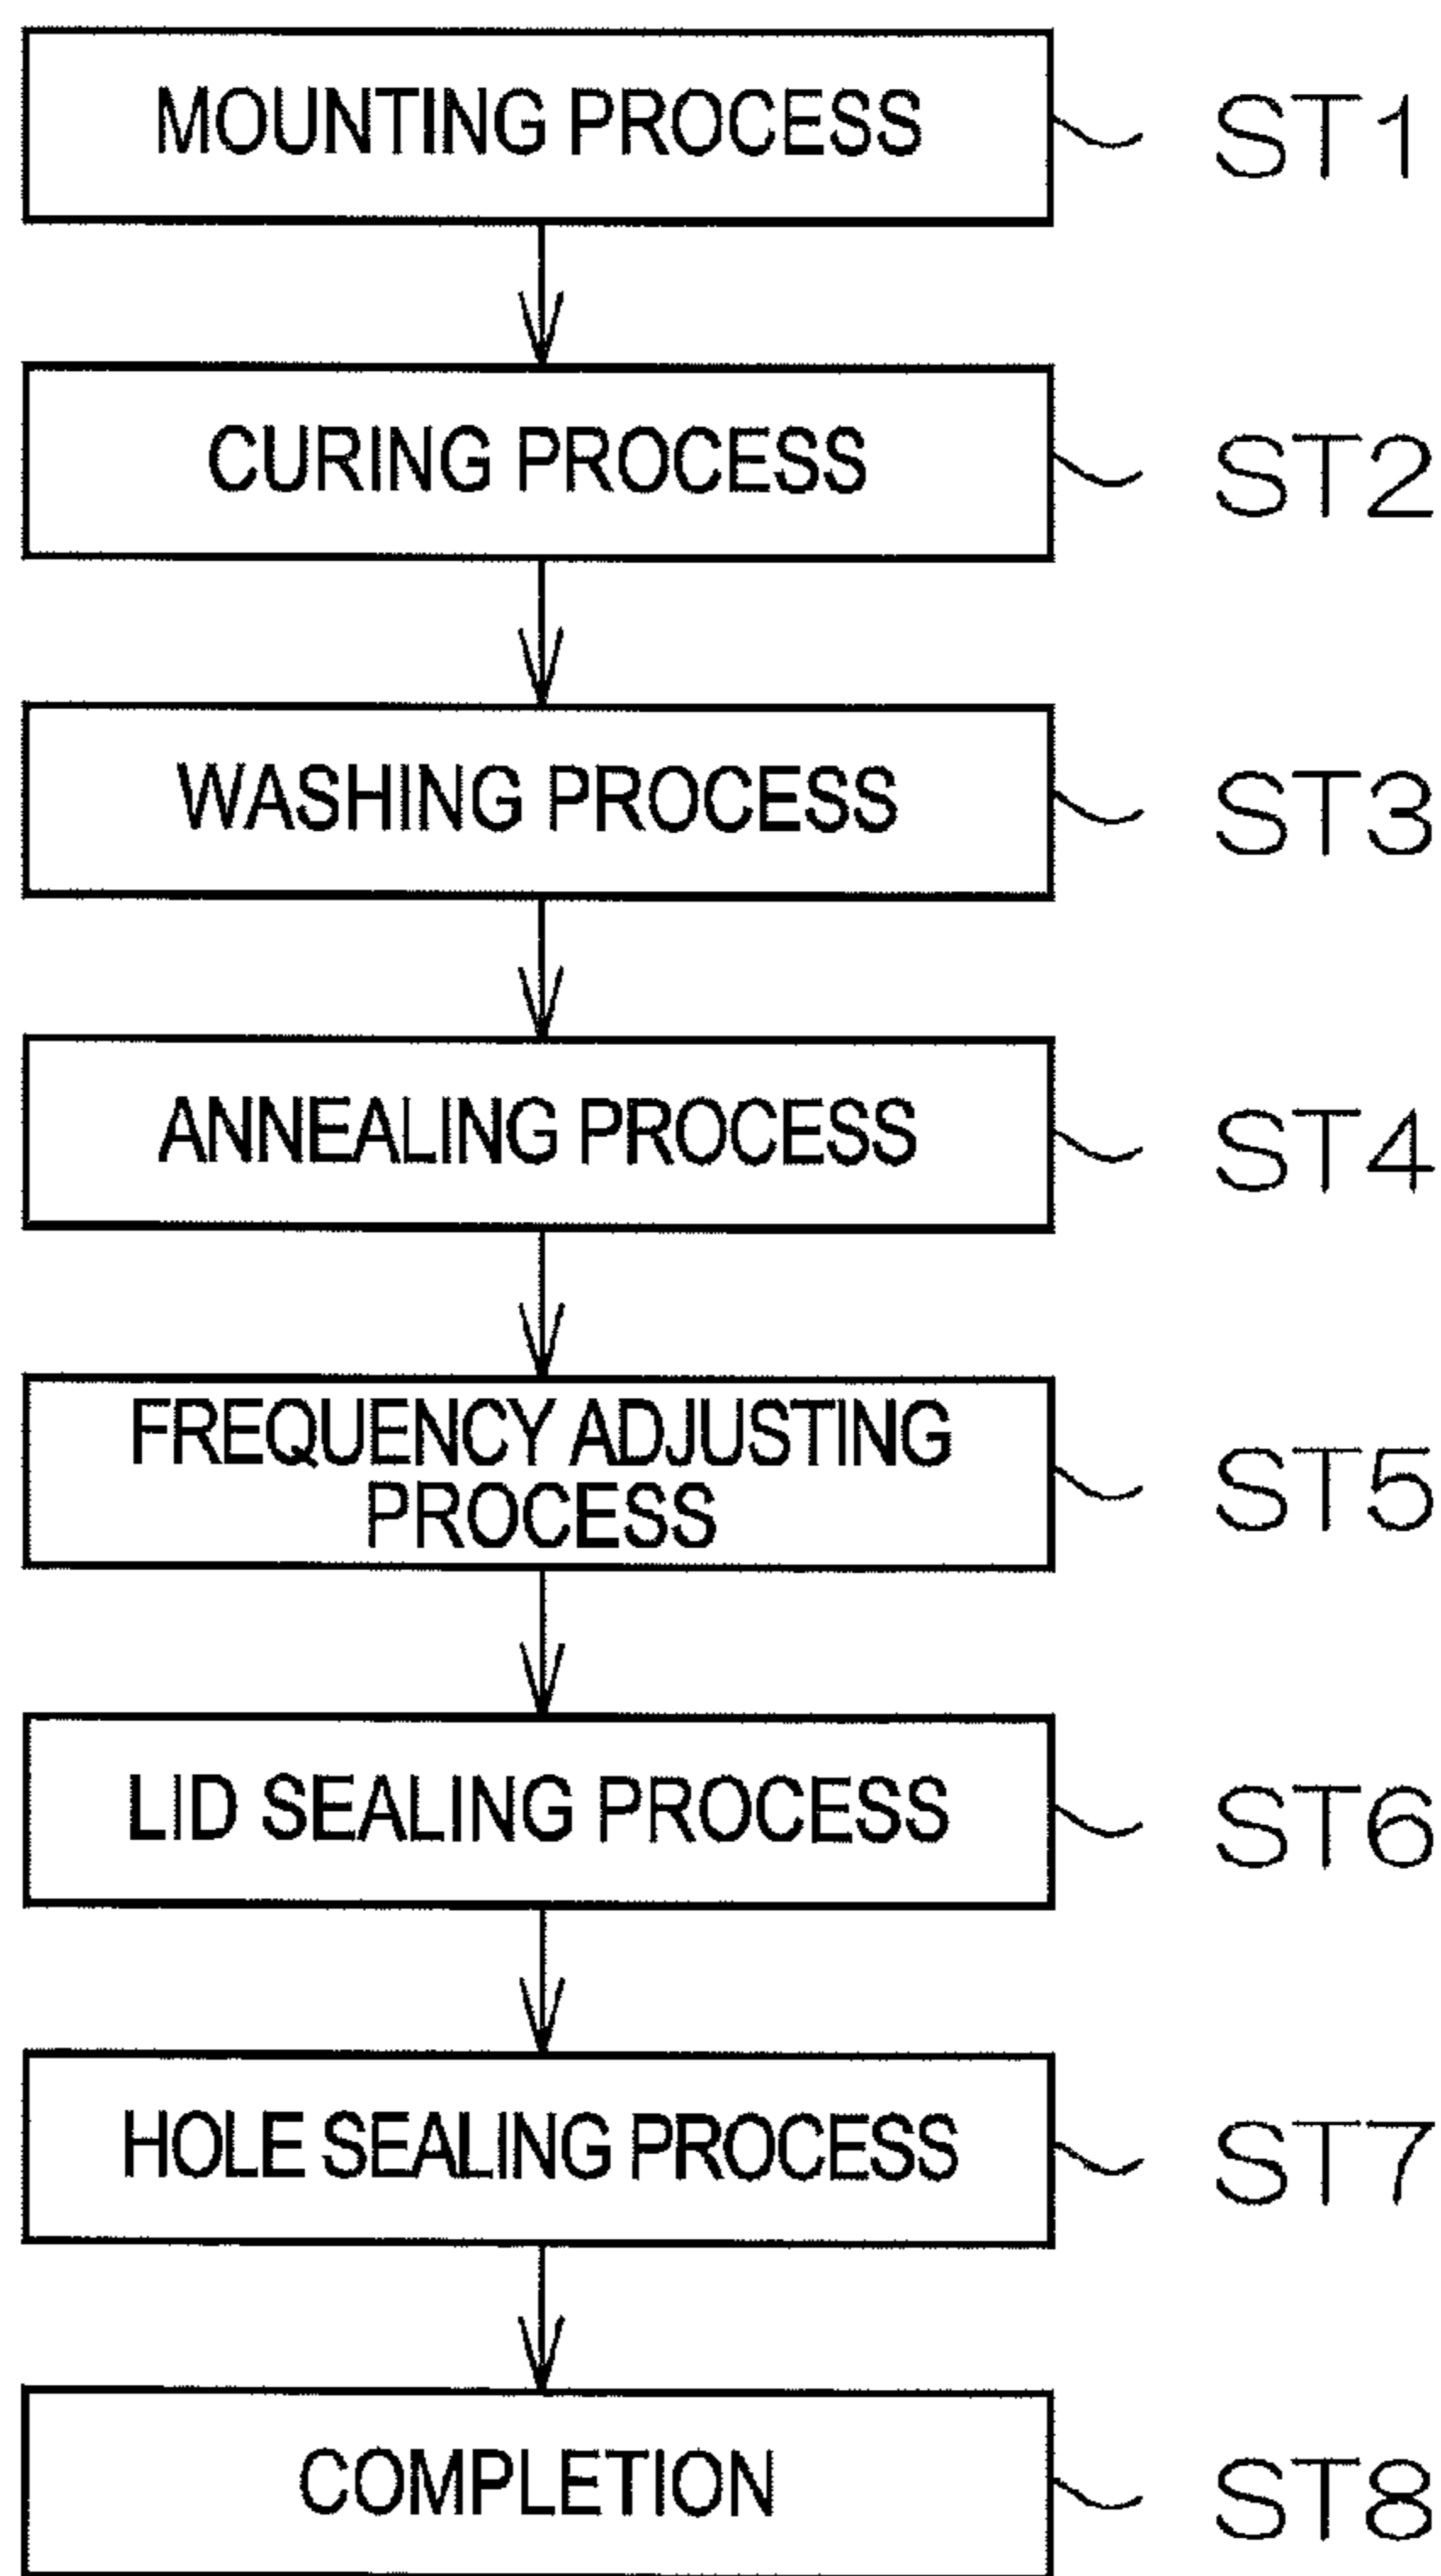 MOUNTING PROCESS ST1
CURING PROCESS ST2
WASHING PROCESS ST3
ANNEALING PROCESS ST4
FREQUENCY ADJUSTING
PROCESS ST5
LID SEALING PROCESS ST6
HOLE SEALING PROCESS ST7
COMPLETION ST8